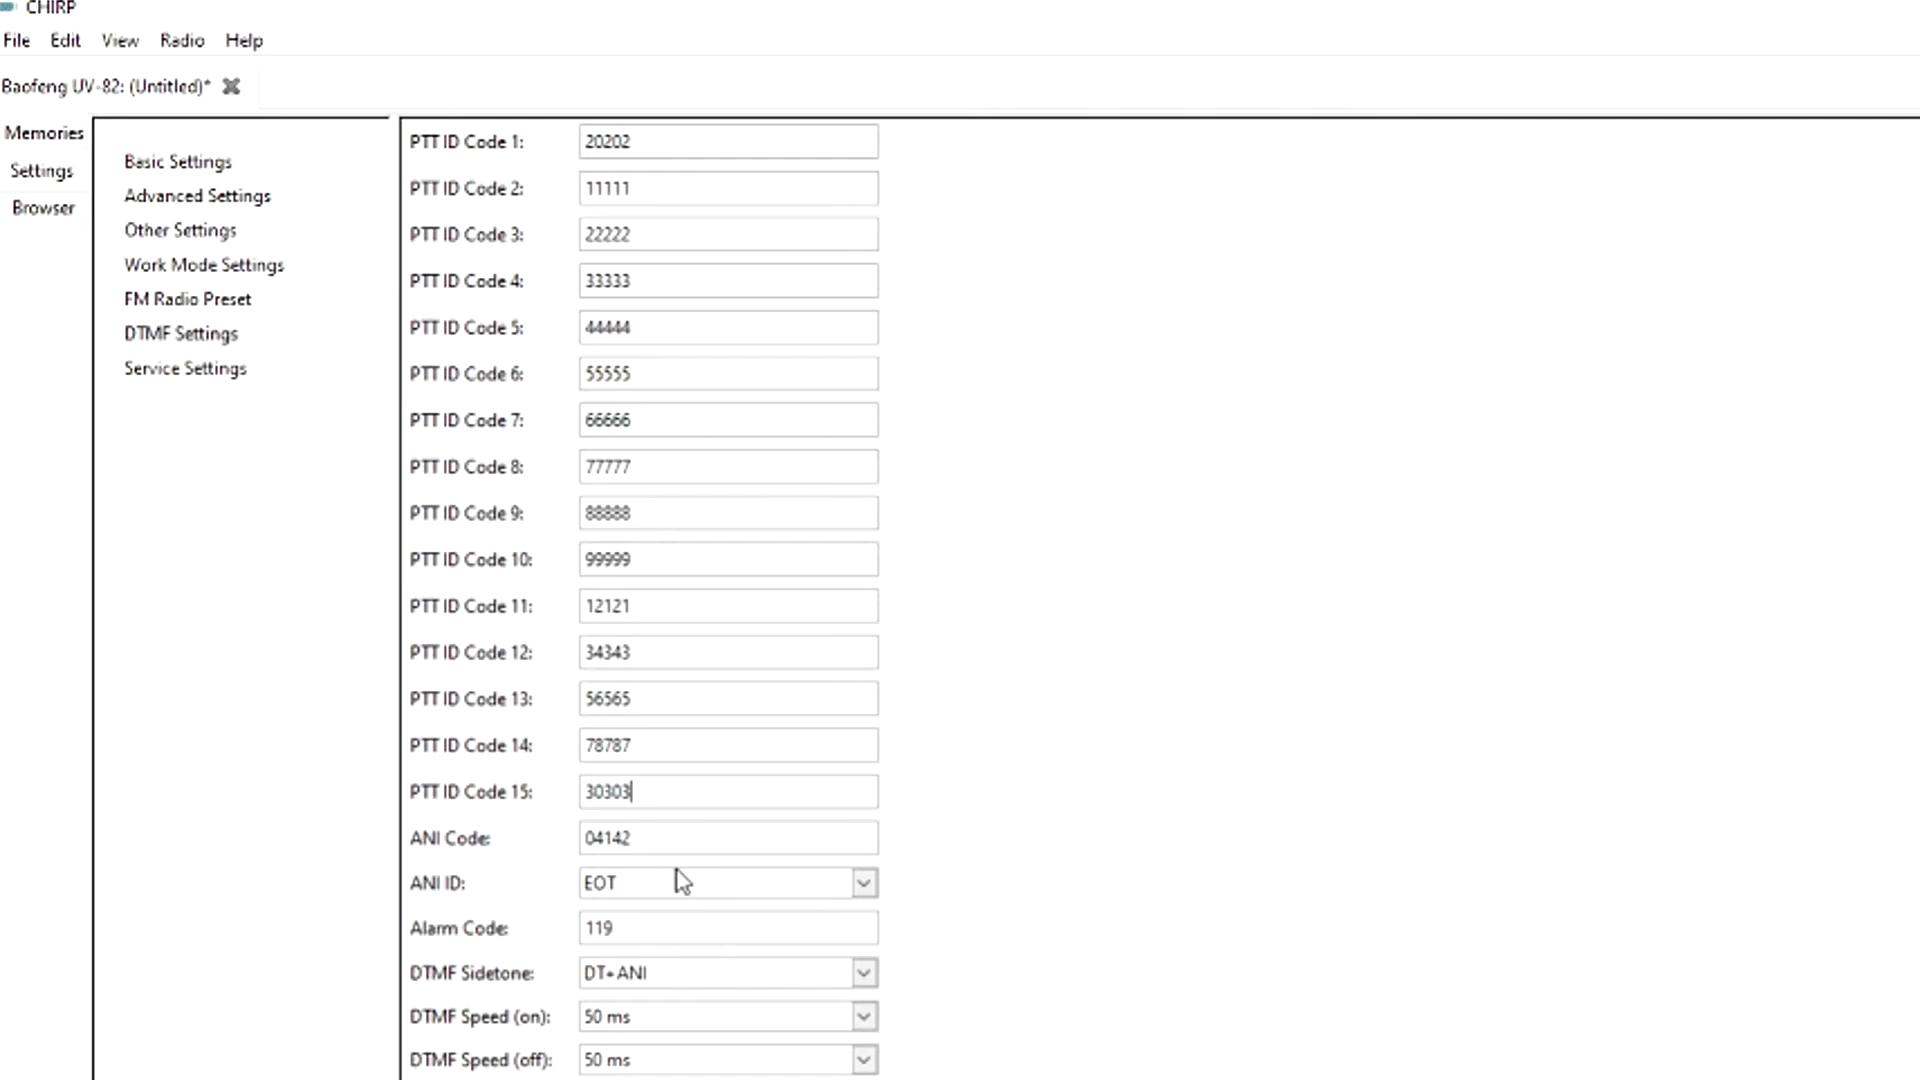 CHIRP
File Edit View Radio Help
Baofeng UV-82: (Untitled)*
Memories
Settings
Browser
Basic Settings
Advanced Settings
Other Settings
Work Mode Settings
FM Radio Preset
DTMF Settings
Service Settings
PTT ID Code 1: 20202
PTT ID Code 2: 11111
PTT ID Code 3: 22222
PTT ID Code 4: 33333
PTT ID Code 5: 44444
PTT ID Code 6: 55555
PTT ID Code 7: 66666
PTT ID Code 8: 77777
PTT ID Code 9: 88888
PTT ID Code 10: 99999
PTT ID Code 11: 12121
PTT ID Code 12: 34343
PTT ID Code 13: 56565
PTT ID Code 14: 78787
PTT ID Code 15: 30303
ANI Code: 04142
ANI ID: EOT
Alarm Code: 119
DTMF Sidetone: DT+ANI
DTMF Speed (on): 50 ms
DTMF Speed (off): 50 ms